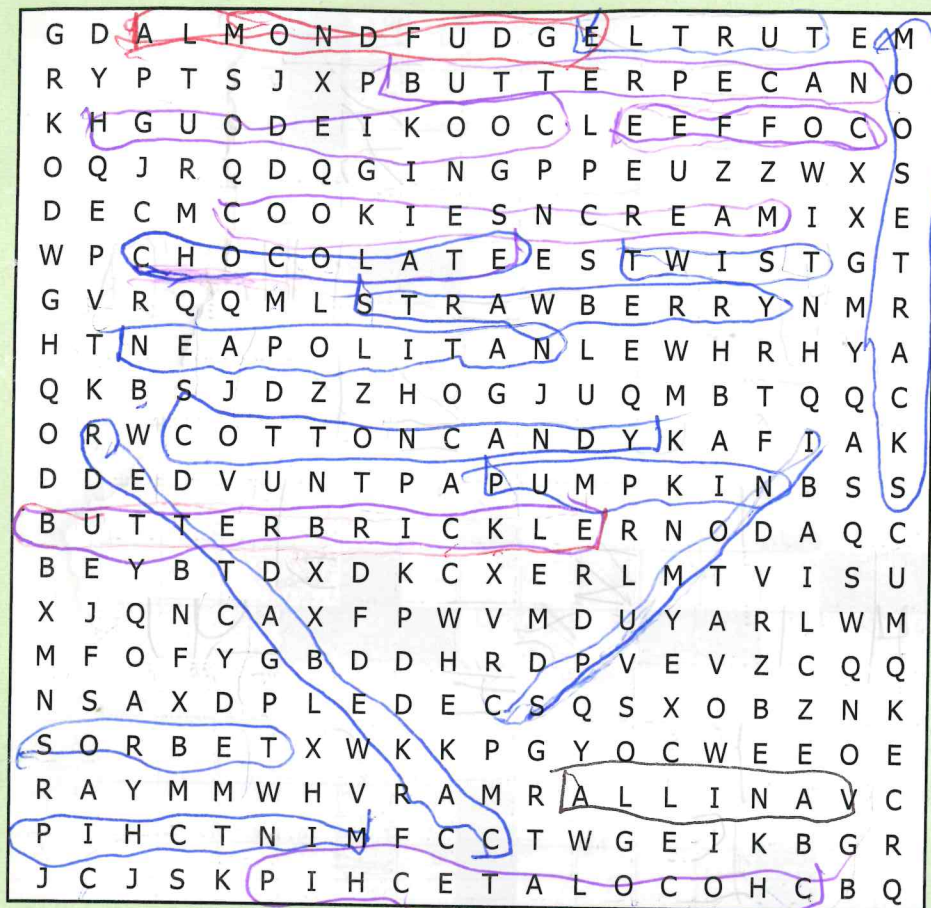 G D A L M O N D F U D G E L T R U T E M
R Y P T S J X P B U T T E R P E C A N O
K H G U O D E I K O O C L E E F F O C O
O Q J R Q D Q G I N G P P E U Z Z W X S
D E C M C O O K I E S N C R E A M I X E
W P C H O C O L A T E E S T W I S T G T
G V R Q Q M L S T R A W B E R R Y N M R
H T N E A P O L I T A N L E W H R H Y A
Q K B S J D Z Z H O G J U Q M B T Q Q C
O R W C O T T O N C A N D Y K A F I A K
D D E D V U N T P A P U M P K I N B S S
B U T T E R B R I C K L E R N O D A Q C
B E Y B T D X D K C X E R L M T V I S U
X J Q N C A X F P W V M D U Y A R L W M
M F O F Y G B D D H R D P V E V Z C Q Q
N S A X D P L E D E C S Q S X O B Z N K
S O R B E T X W K K P G Y O C W E E O E
R A Y M M W H V R A M R A L L I N A V C
P I H C T N I M F C C T W G E I K B G R
J C J S K P I H C E T A L O C O H C B Q